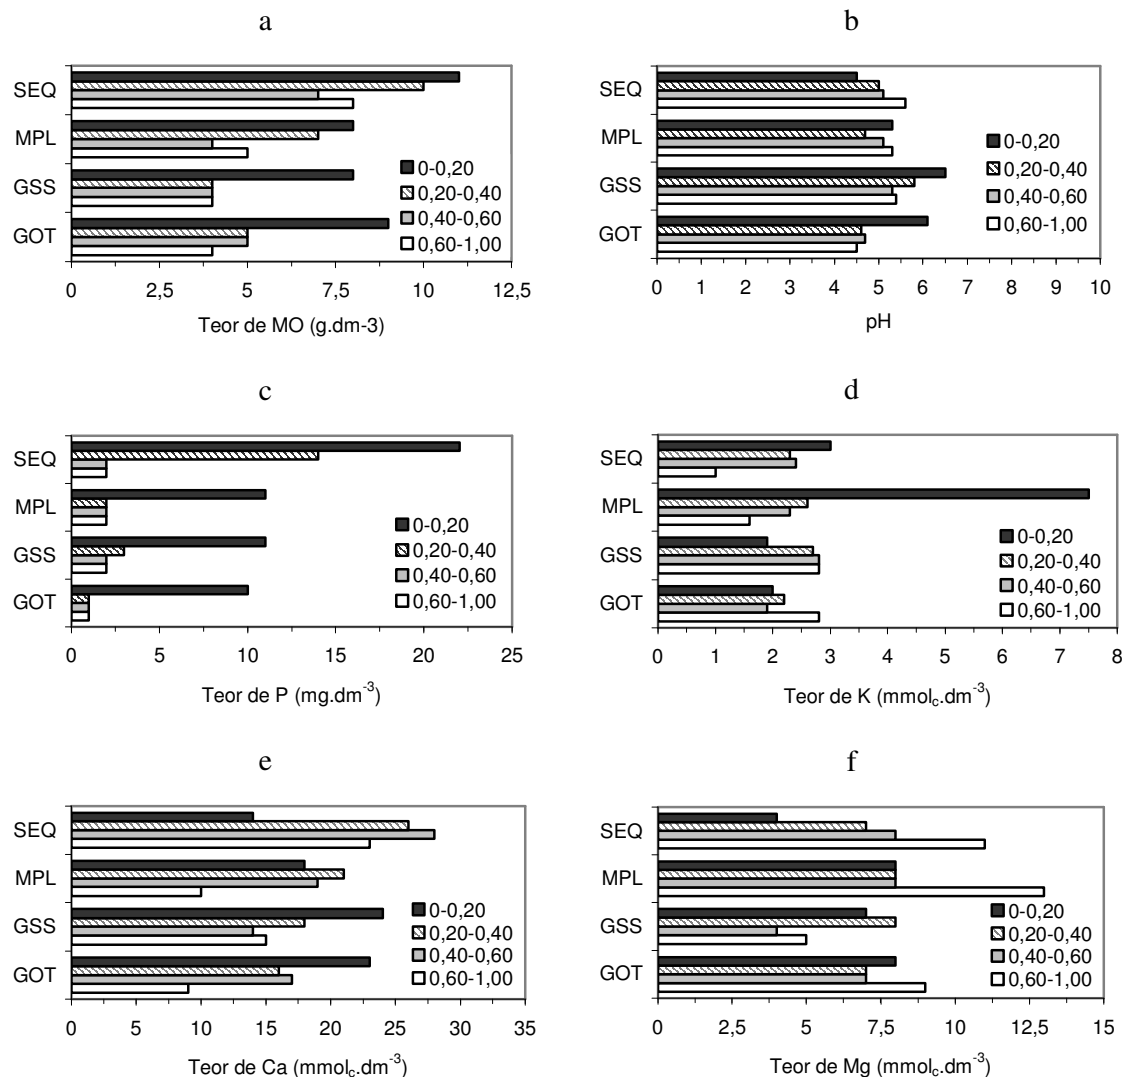 a
SEQ
MPL
GSS
GOT
0-0,20
0,20-0,40
0,40-0,60
0,60-1,00
0 2,5 5 7,5 10 12,5
Teor de MO (g.dm-3)
b
SEQ
MPL
GSS
GOT
0-0,20
0,20-0,40
0,40-0,60
0,60-1,00
0 1 2 3 4 5 6 7 8 9 10
pH
c
SEQ
MPL
GSS
GOT
0-0,20
0,20-0,40
0,40-0,60
0,60-1,00
0 5 10 15 20 25
Teor de P (mg.dm⁻³)
d
SEQ
MPL
GSS
GOT
0-0,20
0,20-0,40
0,40-0,60
0,60-1,00
0 1 2 3 4 5 6 7 8
Teor de K (mmol꜀.dm⁻³)
e
SEQ
MPL
GSS
GOT
0-0,20
0,20-0,40
0,40-0,60
0,60-1,00
0 5 10 15 20 25 30 35
Teor de Ca (mmol꜀.dm⁻³)
f
SEQ
MPL
GSS
GOT
0-0,20
0,20-0,40
0,40-0,60
0,60-1,00
0 2,5 5 7,5 10 12,5 15
Teor de Mg (mmol꜀.dm⁻³)